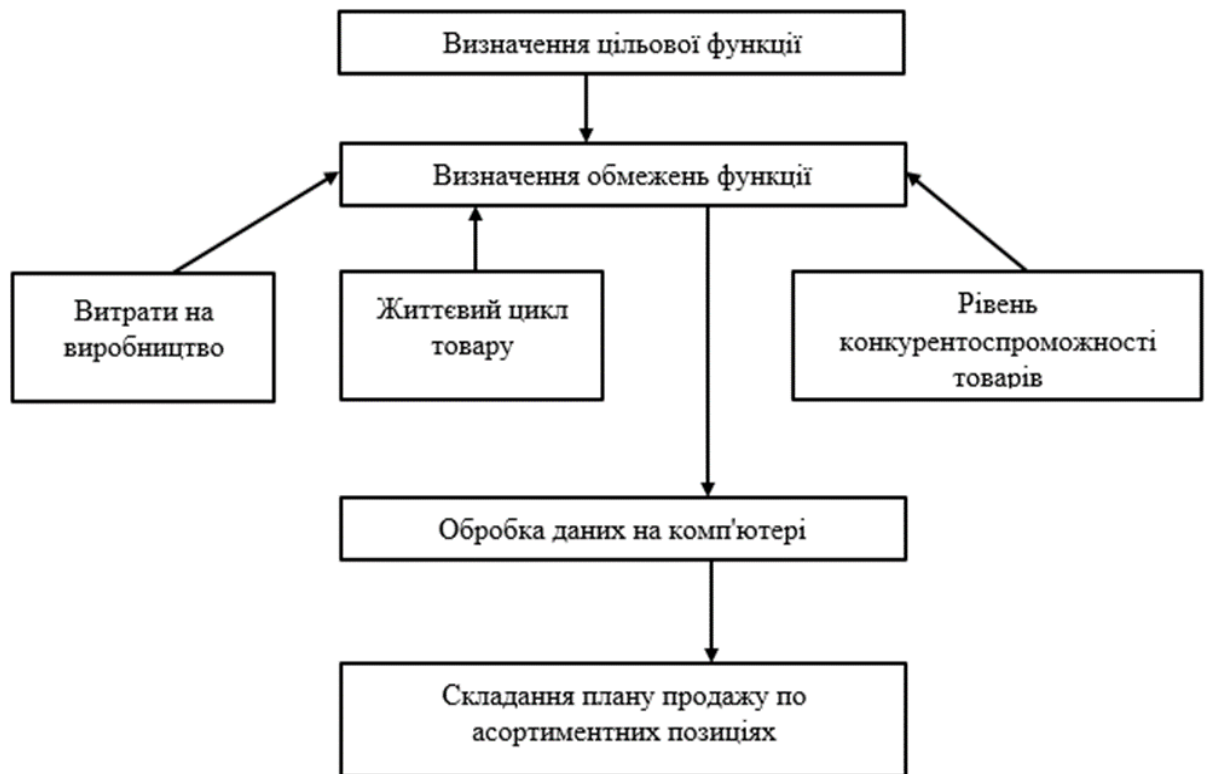 Визначення цільової функції
Визначення обмежень функції
Витрати на
виробництво
Життєвий цикл
товару
Рівень
конкурентоспроможності
товарів
Обробка даних на комп'ютері
Складання плану продажу по
асортиментних позиціях